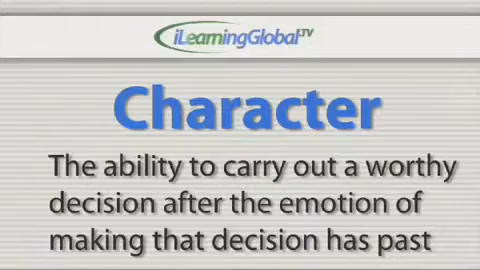 iLearningGlobal.TV
Character
The ability to carry out a worthy
decision after the emotion of
making that decision has past